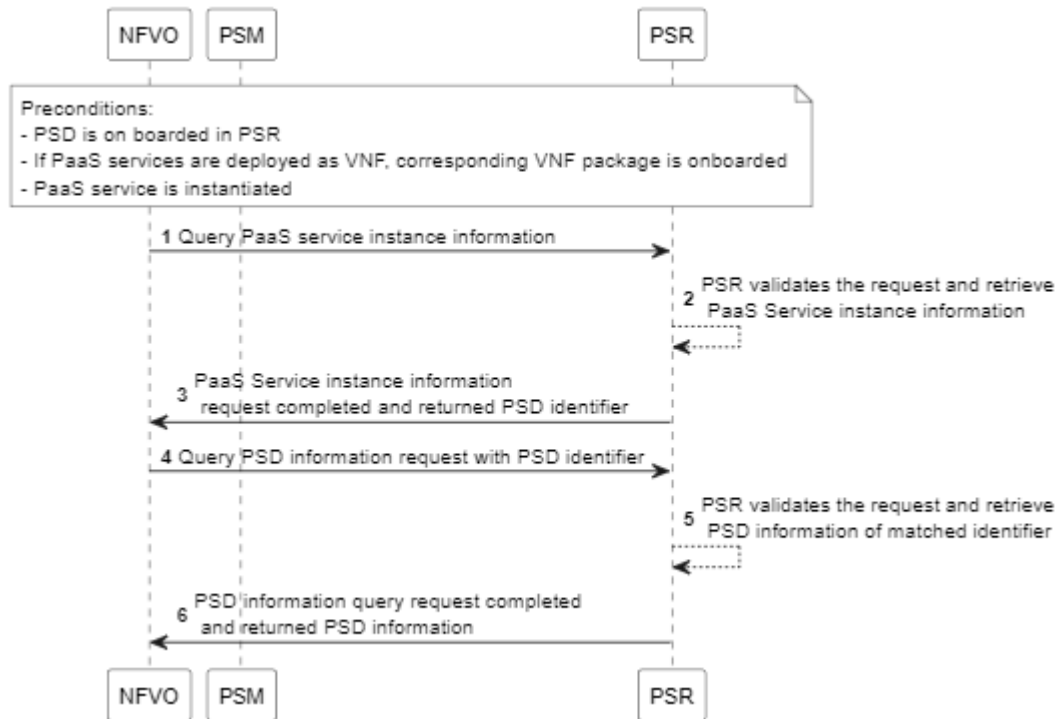 NFVO PSM PSR
Preconditions:
- PSD is on boarded in PSR
- If PaaS services are deployed as VNF, corresponding VNF package is onboarded
- PaaS service is instantiated
1 Query PaaS service instance information
2 PSR validates the request and retrieve
PaaS Service instance information
3 PaaS Service instance information
request completed and returned PSD identifier
4 Query PSD information request with PSD identifier
5 PSR validates the request and retrieve
PSD information of matched identifier
6 PSD information query request completed
and returned PSD information
NFVO PSM PSR